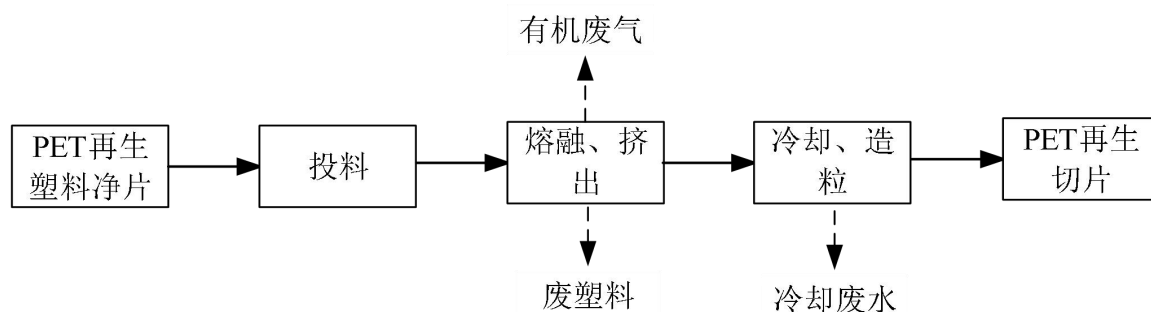 有机废气
PET再生
塑料净片
投料
熔融、挤
出
冷却、造
粒
PET再生
切片
废塑料
冷却废水